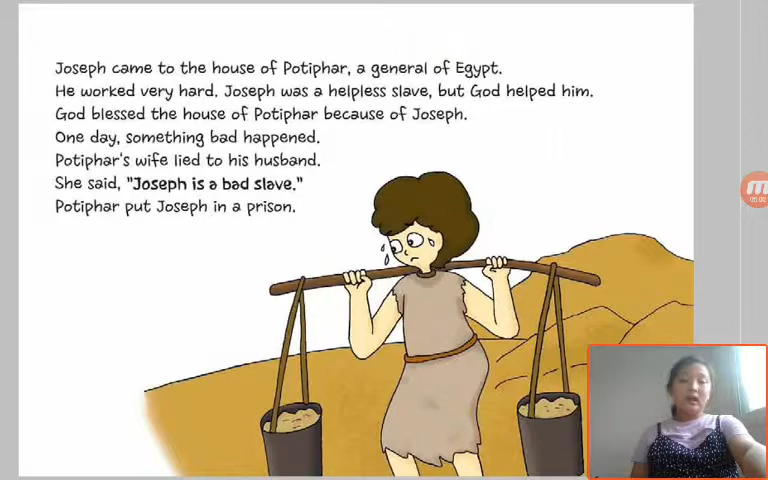 Joseph came to the house of Potiphar, a general of Egypt.
He worked very hard. Joseph was a helpless slave, but God helped him.
God blessed the house of Potiphar because of Joseph.
One day, something bad happened.
Potiphar's wife lied to his husband.
She said, "Joseph is a bad slave."
Potiphar put Joseph in a prison.